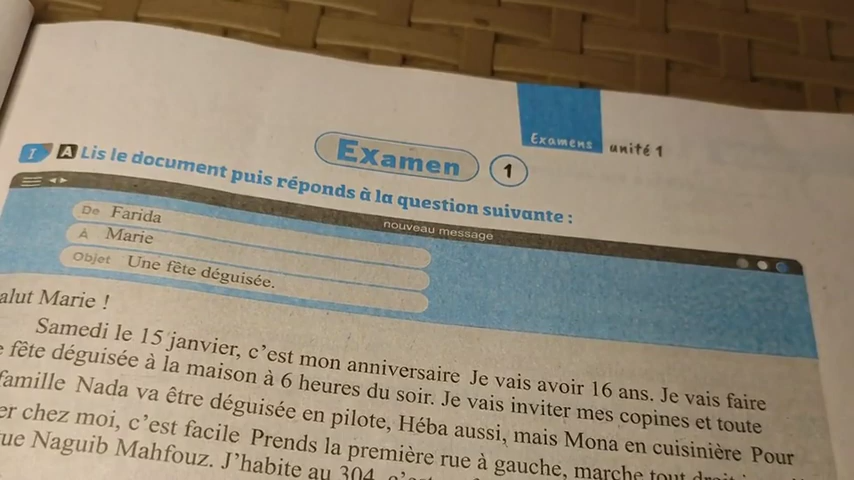 Examens unité 1
Examen 1
I A Lis le document puis réponds à la question suivante :
nouveau message
De Farida
À Marie
Objet Une fête déguisée.
alut Marie !
Samedi le 15 janvier, c'est mon anniversaire Je vais avoir 16 ans. Je vais faire
e fête déguisée à la maison à 6 heures du soir. Je vais inviter mes copines et toute
famille Nada va être déguisée en pilote, Héba aussi, mais Mona en cuisinière Pour
er chez moi, c'est facile Prends la première rue à gauche, marche tout
ue Naguib Mahfouz. J'habite au 304